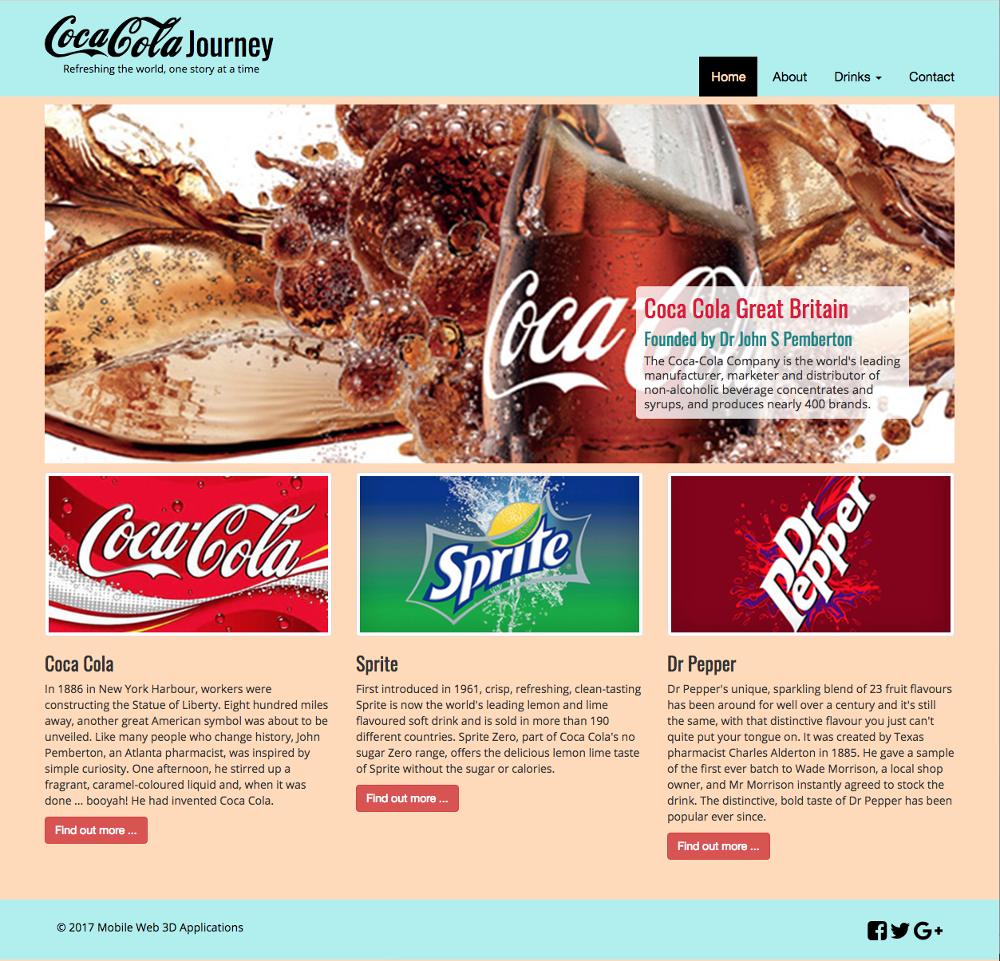 Coca Cola Journey
Refreshing the world, one story at a time
Home About Drinks Contact
Coca Cola
Coca Cola Great Britain
Founded by Dr John S Pemberton
The Coca-Cola Company is the world's leading
manufacturer, marketer and distributor of
non-alcoholic beverage concentrates and
syrups, and produces nearly 400 brands.
Coca-Cola
Sprite
Dr Pepper®
Coca Cola
In 1886 in New York Harbour, workers were
constructing the Statue of Liberty. Eight hundred miles
away, another great American symbol was about to be
unveiled. Like many people who change history, John
Pemberton, an Atlanta pharmacist, was inspired by
simple curiosity. One afternoon, he stirred up a
fragrant, caramel-coloured liquid and, when it was
done ... booyah! He had invented Coca Cola.
Find out more ...
Sprite
First introduced in 1961, crisp, refreshing, clean-tasting
Sprite is now the world's leading lemon and lime
flavoured soft drink and is sold in more than 190
different countries. Sprite Zero, part of Coca Cola's no
sugar Zero range, offers the delicious lemon lime taste
of Sprite without the sugar or calories.
Find out more ...
Dr Pepper
Dr Pepper's unique, sparkling blend of 23 fruit flavours
has been around for well over a century and it's still
the same, with that distinctive flavour you just can't
quite put your tongue on. It was created by Texas
pharmacist Charles Alderton in 1885. He gave a sample
of the first ever batch to Wade Morrison, a local shop
owner, and Mr Morrison instantly agreed to stock the
drink. The distinctive, bold taste of Dr Pepper has been
popular ever since.
Find out more ...
© 2017 Mobile Web 3D Applications